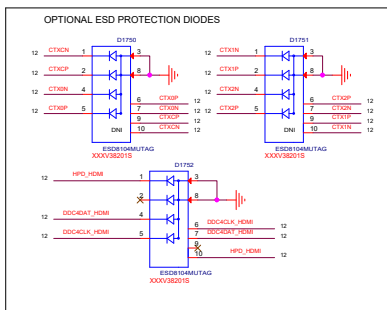 OPTIONAL ESD PROTECTION DIODES
D1750
12 CTXCN 1 3
12 CTXCP 2 8
12 CTX0N 4
12 CTX0P 5
6 CTX0P 12
7 CTX0N 12
9 CTXCP 12
DNI 10 CTXCN 12
ESD8104MUTAG
XXXV38201S
D1751
12 CTX1N 1 3
12 CTX1P 2 8
12 CTX2N 4
12 CTX2P 5
6 CTX2P 12
7 CTX2N 12
9 CTX1P 12
DNI 10 CTX1N 12
ESD8104MUTAG
XXXV38201S
D1752
12 HPD_HDMI 1 3
2 8
12 DDC4DAT_HDMI 4
12 DDC4CLK_HDMI 5
6 DDC4CLK_HDMI 12
7 DDC4DAT_HDMI 12
9
10 HPD_HDMI 12
ESD8104MUTAG
XXXV38201S